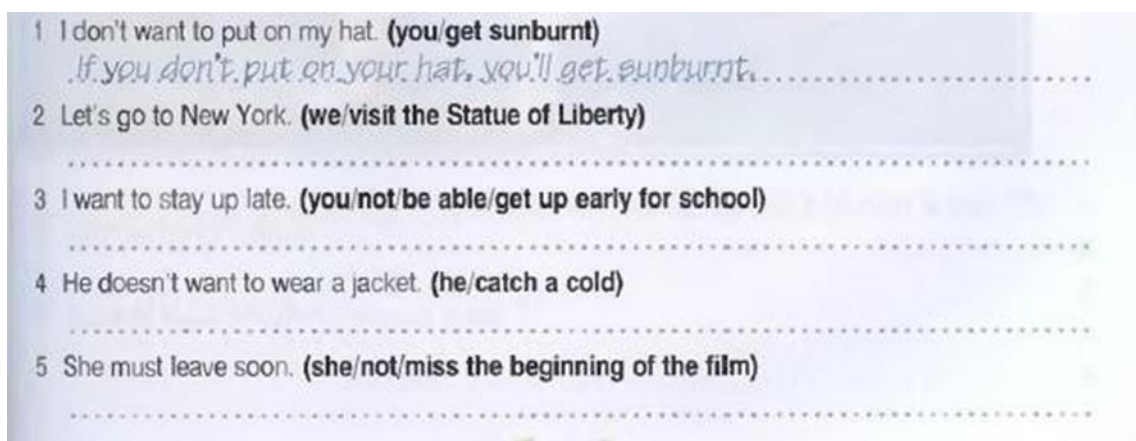 1 I don't want to put on my hat. (you/get sunburnt)
If you don't put on your hat, you'll get sunburnt.
2 Let's go to New York. (we/visit the Statue of Liberty)
3 I want to stay up late. (you/not/be able/get up early for school)
4 He doesn't want to wear a jacket. (he/catch a cold)
5 She must leave soon. (she/not/miss the beginning of the film)